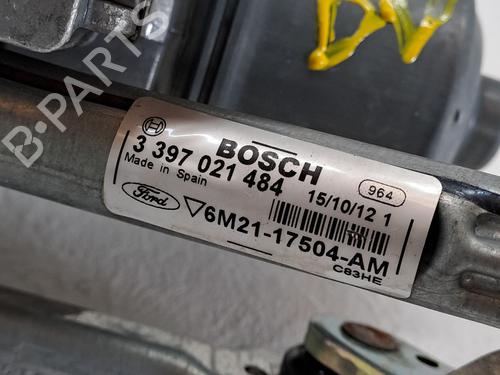 BOSCH
3 397 021 484
Made in Spain
15/10/12 1
964
Ford
6M21-17504-AM
C83HE
B-PARTS